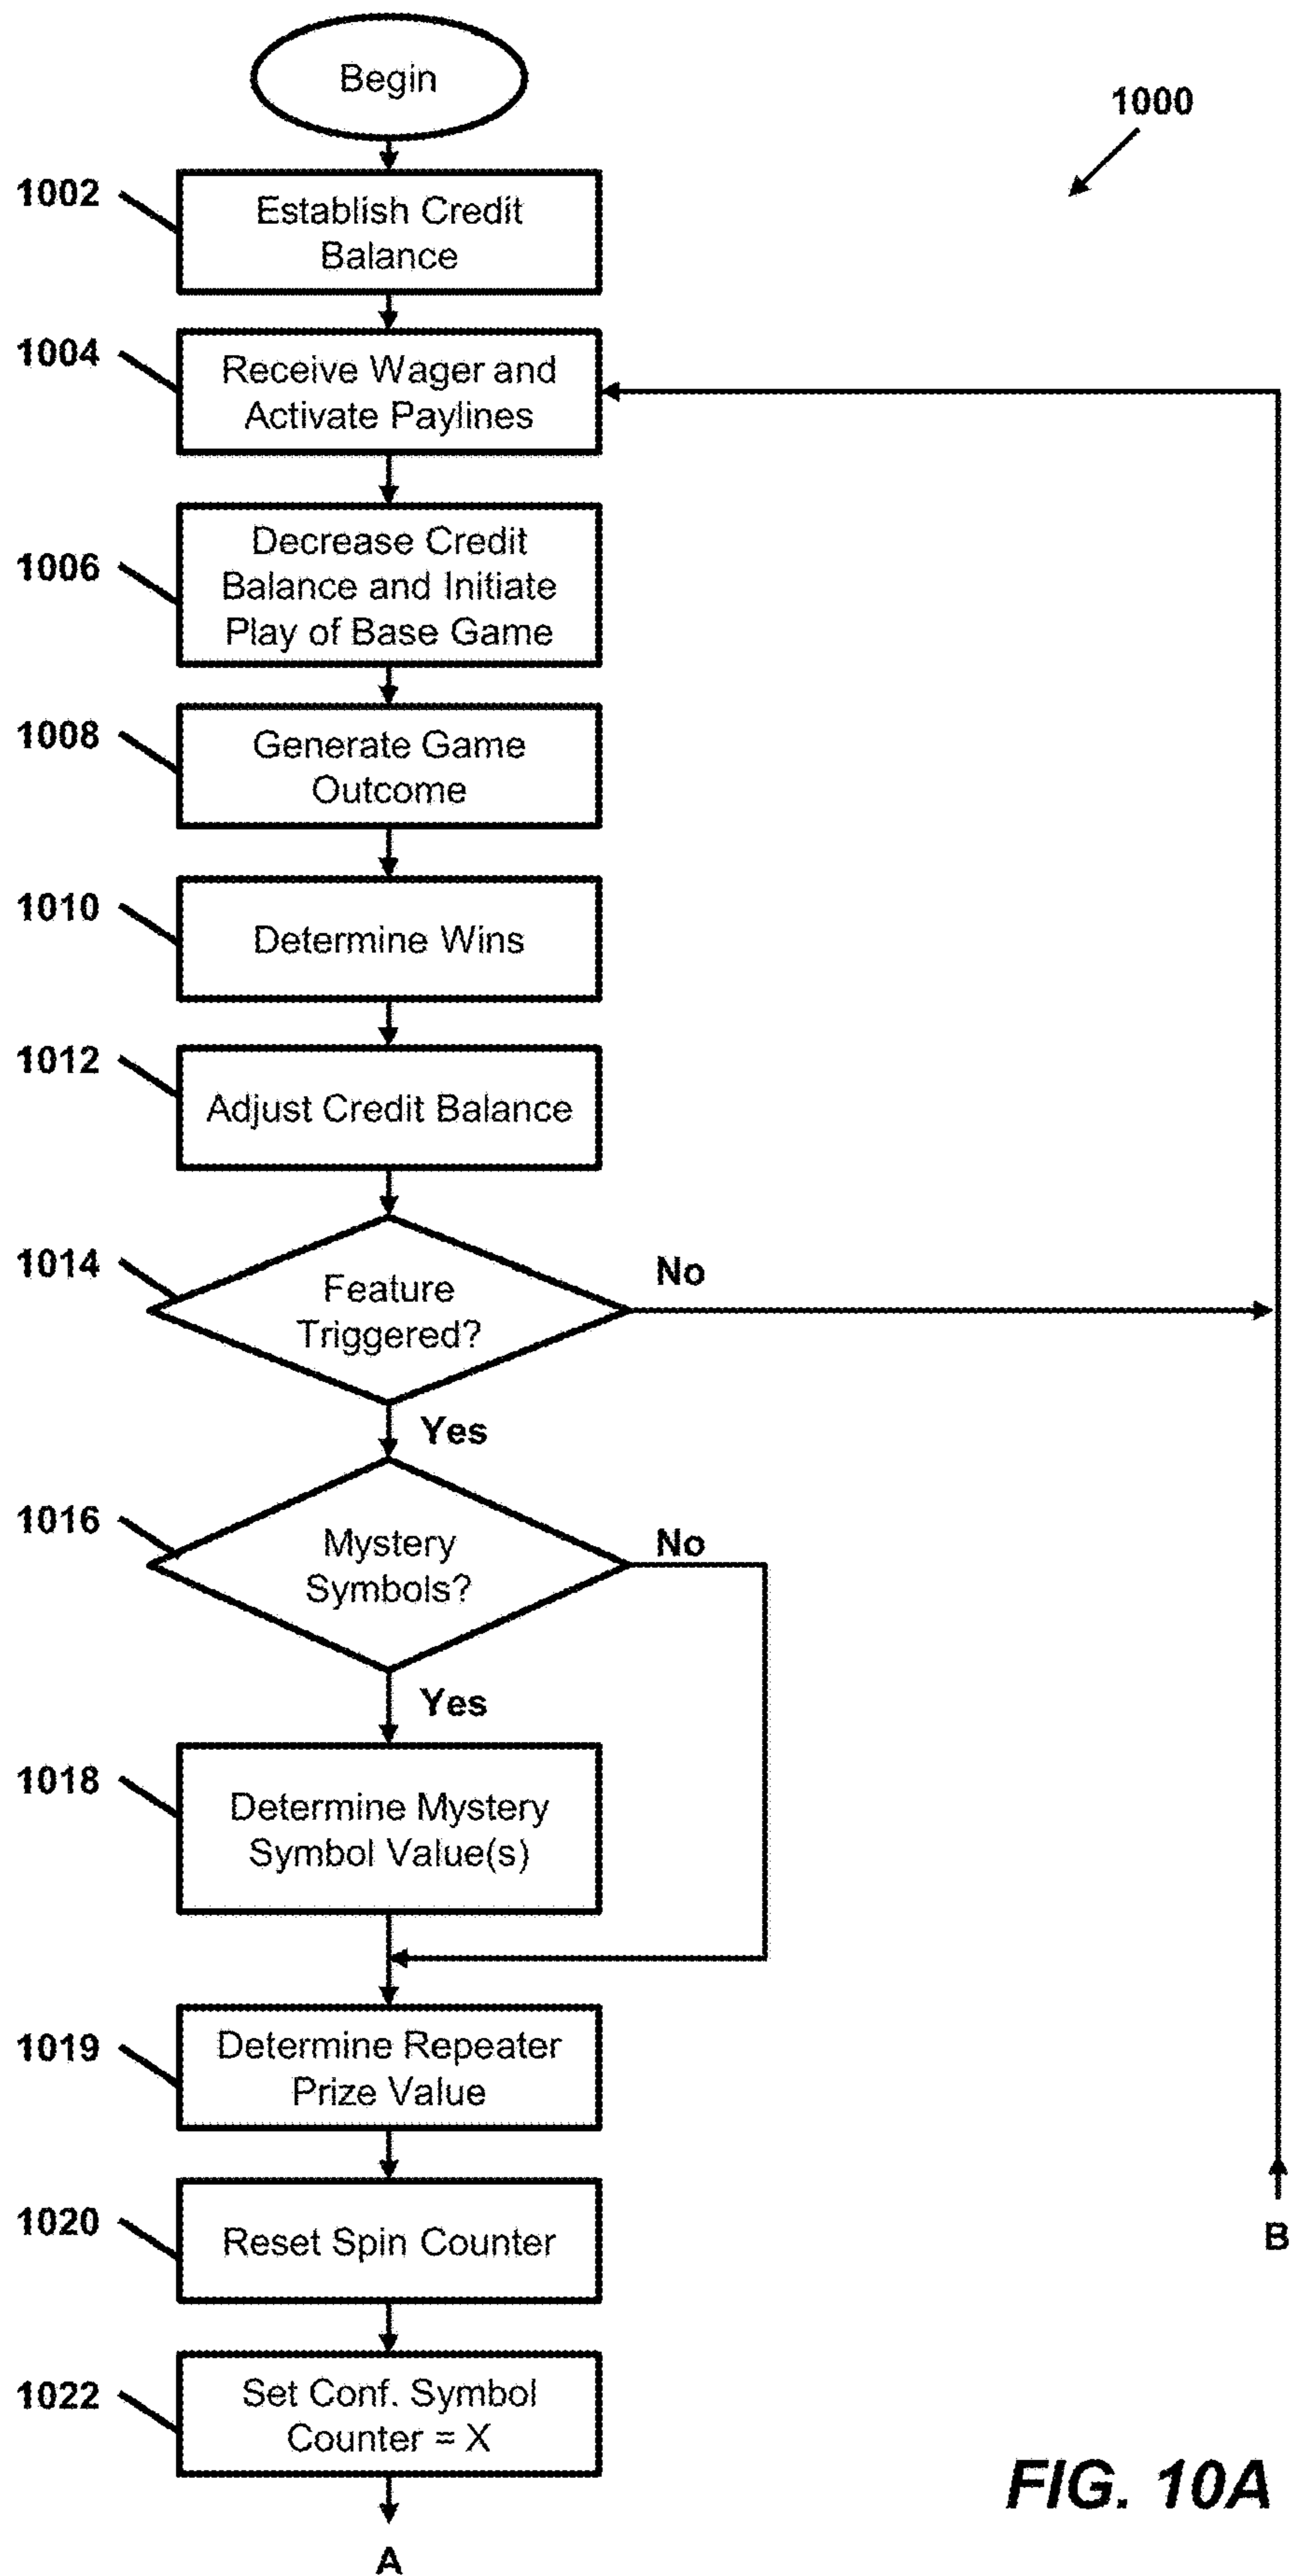 Begin
1000
1002
Establish Credit
Balance
1004
Receive Wager and
Activate Paylines
1006
Decrease Credit
Balance and Initiate
Play of Base Game
1008
Generate Game
Outcome
1010
Determine Wins
1012
Adjust Credit Balance
1014
Feature
Triggered?
No
Yes
1016
Mystery
Symbols?
No
Yes
1018
Determine Mystery
Symbol Value(s)
1019
Determine Repeater
Prize Value
1020
Reset Spin Counter
B
1022
Set Conf. Symbol
Counter = X
A
FIG. 10A